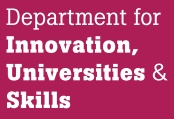 Department for
Innovation,
Universities &
Skills